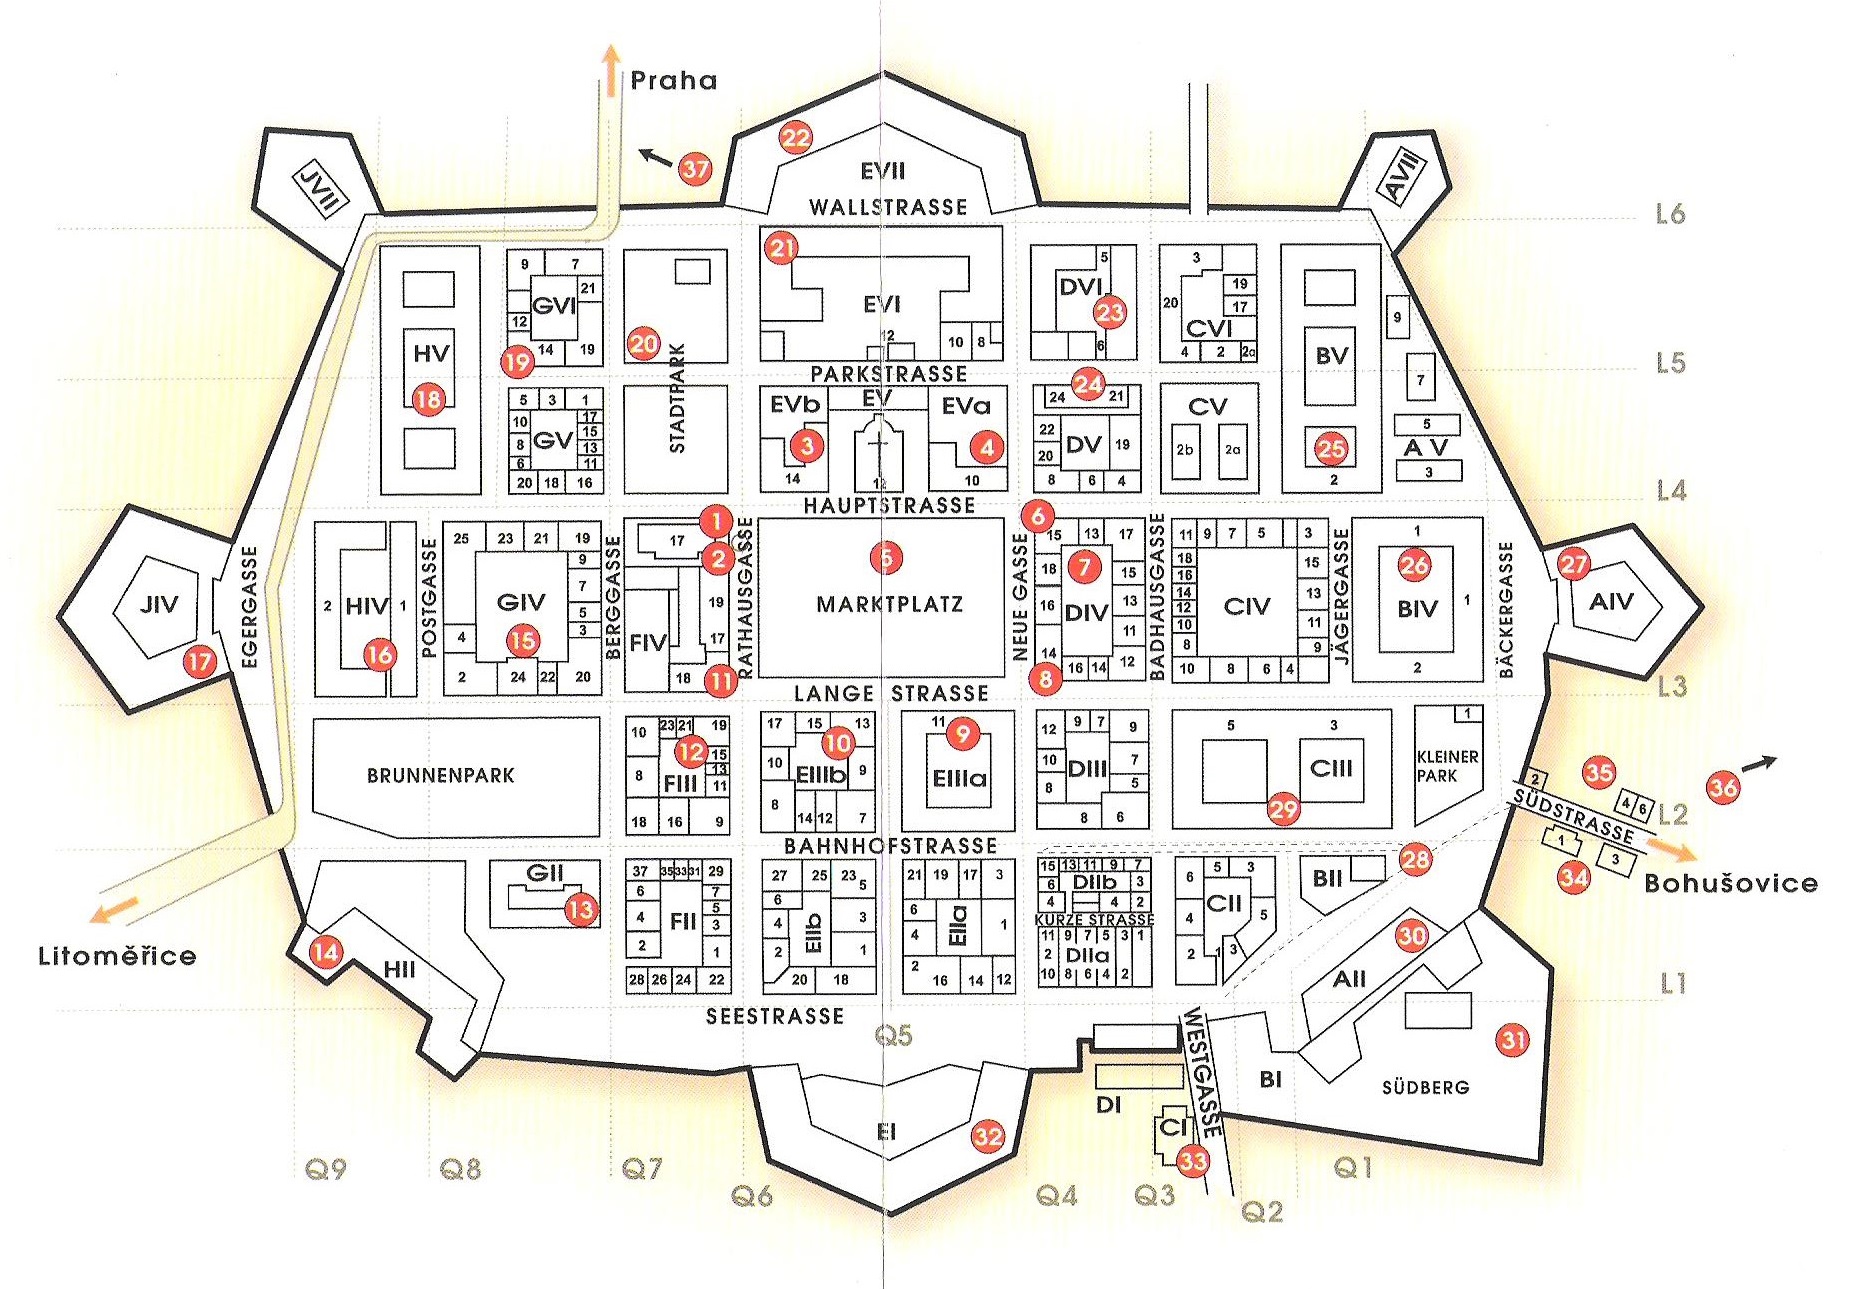 Praha
22
37
EVII
JVII
AVII
WALLSTRASSE
L6
21
9 7
5
3
GVI
21
EVI
DVI
19
20
17
23
9
12
CVI
12
20
10 8
6
HV
BV
19
14 19
4 2 2a
L5
PARKSTRASSE
7
18
5 3 1
STADTPARK
EVb
EV
EVa
24
24 21
CV
10
17
GV
15
8
13
6
11
3
4
22
DV
19
20
2b 2a
25
5
A V
3
20 18 16
14
12
10
8 6 4
2
L4
HAUPTSTRASSE
1
6
25 23 21 19
17
2
15 13 17
11 9 7 5 3
1
27
EGERGASSE
POSTGASSE
BERGGASSE
RATHAUSGASSE
NEUE GASSE
BADHAUSGASSE
JÄGERGASSE
BÄCKERGASSE
5
7
26
9
18
15
18
15
16
JIV
2
HIV
1
GIV
7
19
MARKTPLATZ
16
DIV
13
14
CIV
13
BIV
1
AIV
5
12
3
17
11
10
11
4
15
FIV
8
9
17
16
14
2 24 22 20
18
11
8
16 14
12
10 8 6 4
2
L3
LANGE STRASSE
10
23 21 19
17 15 13
11
12 9 7 9
5 3
1
12
10
9
BRUNNENPARK
15
13
11
8
FIII
10
EIIIb
9
EIIIa
10
DIII
7
5
8
CIII
KLEINER
PARK
18 16 9
8 14 12 7
8 6
29
2
35
36
4 6
SÜDSTRASSE
L2
1
3
BAHNHOFSTRASSE
34
Bohušovice
28
GII
13
37 35 33 31 29
6
7
4
FII
5
3
2
1
28 26 24 22
27 25 23 5
6
4
EIIb
3
2
1
20 18
21 19 17 3
6
4
EIIa
1
2
16 14 12
15 13 11 9 7
6
DIIb
3
4
4 2
KURZE STRASSE
11 9 7 5 3 1
2
DIIa
10 8 6 4 2
6 5 3
4
CII
5
2 1 3
BII
30
14
HII
AII
Litoměřice
L1
SEESTRASSE
Q5
WESTGASSE
31
BI
SÜDBERG
DI
EI
32
CI
33
Q9
Q8
Q7
Q6
Q4
Q3
Q2
Q1